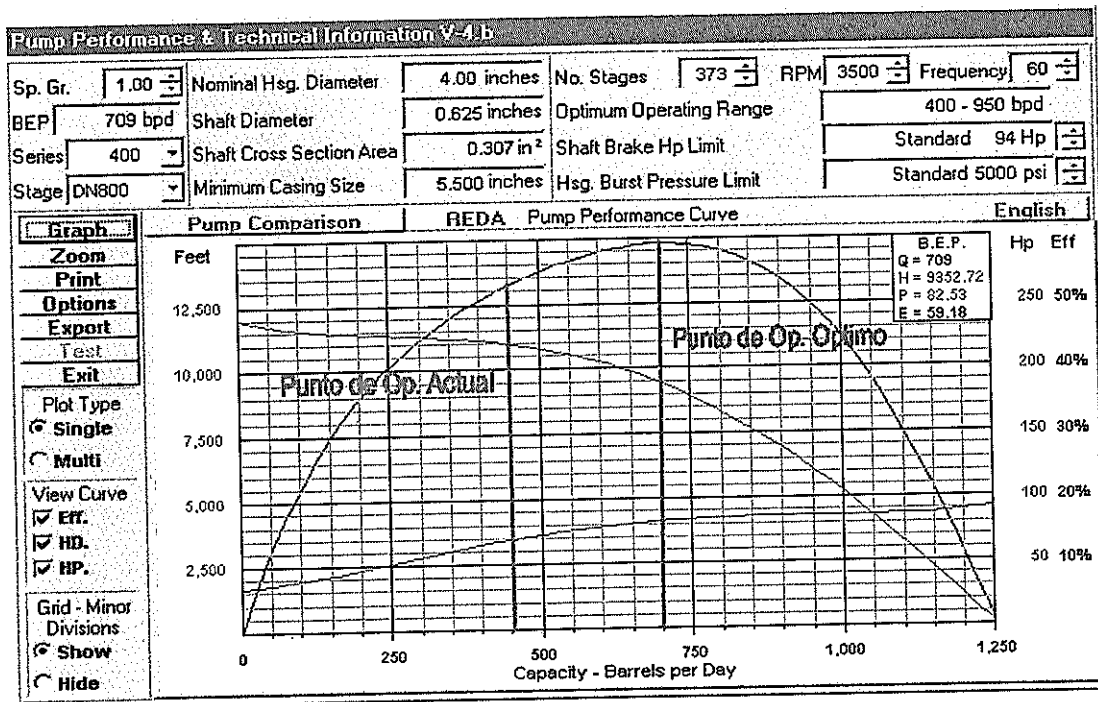 Pump Performance & Technical Information V-4.b
Sp. Gr. 1.00 Nominal Hsg. Diameter 4.00 inches No. Stages 373 RPM 3500 Frequency 60
BEP 709 bpd Shaft Diameter 0.625 inches Optimum Operating Range 400 - 950 bpd
Series 400 Shaft Cross Section Area 0.307 in² Shaft Brake Hp Limit Standard 94 Hp
Stage DN800 Minimum Casing Size 5.500 inches Hsg. Burst Pressure Limit Standard 5000 psi
Graph
Zoom
Print
Options
Export
Test
Exit
Plot Type
Single
Multi
View Curve
Eff.
HD.
HP.
Grid - Minor
Divisions
Show
Hide
Pump Comparison REDA Pump Performance Curve English
Feet
12,500
10,000
7,500
5,000
2,500
B.E.P.
Q = 709
H = 9352.72
P = 82.53
E = 59.18
Hp Eff
250 50%
200 40%
150 30%
100 20%
50 10%
Punto de Op. Optimo
Punto de Op. Actual
0 250 500 750 1,000 1,250
Capacity - Barrels per Day